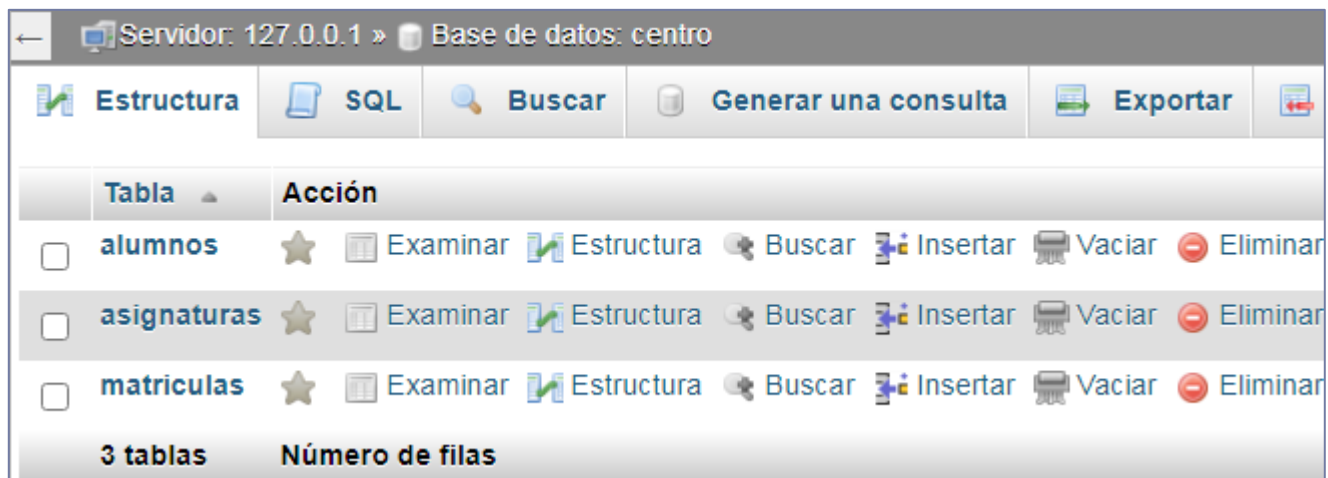 ← Servidor: 127.0.0.1 » Base de datos: centro
Estructura SQL Buscar Generar una consulta Exportar
Tabla Acción
alumnos Examinar Estructura Buscar Insertar Vaciar Eliminar
asignaturas Examinar Estructura Buscar Insertar Vaciar Eliminar
matriculas Examinar Estructura Buscar Insertar Vaciar Eliminar
3 tablas Número de filas